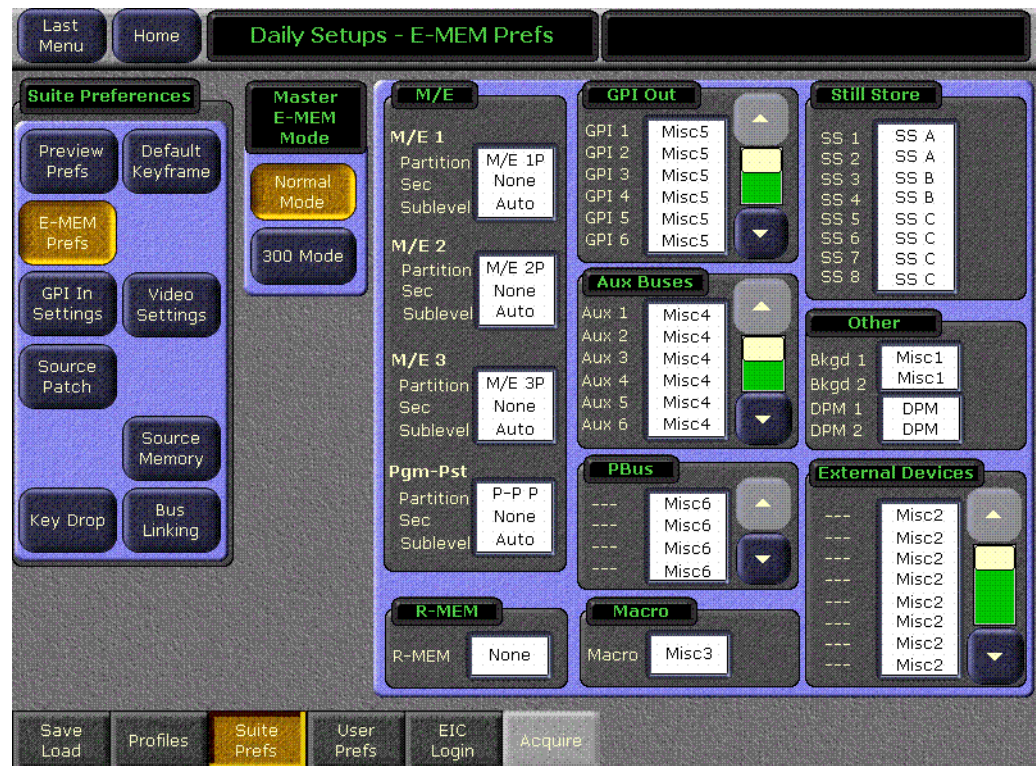 Last
Menu
Home
Daily Setups - E-MEM Prefs
Suite Preferences
Preview
Prefs
Default
Keyframe
E-MEM
Prefs
GPI In
Settings
Video
Settings
Source
Patch
Source
Memory
Key Drop
Bus
Linking
Master
E-MEM
Mode
Normal
Mode
300 Mode
M/E
M/E 1
Partition M/E 1P
Sec None
Sublevel Auto
M/E 2
Partition M/E 2P
Sec None
Sublevel Auto
M/E 3
Partition M/E 3P
Sec None
Sublevel Auto
Pgm-Pst
Partition P-P P
Sec None
Sublevel Auto
R-MEM
R-MEM None
GPI Out
GPI 1 Misc5
GPI 2 Misc5
GPI 3 Misc5
GPI 4 Misc5
GPI 5 Misc5
GPI 6 Misc5
Aux Buses
Aux 1 Misc4
Aux 2 Misc4
Aux 3 Misc4
Aux 4 Misc4
Aux 5 Misc4
Aux 6 Misc4
PBus
--- Misc6
--- Misc6
--- Misc6
--- Misc6
Macro
Macro Misc3
Still Store
SS 1 SS A
SS 2 SS A
SS 3 SS B
SS 4 SS B
SS 5 SS C
SS 6 SS C
SS 7 SS C
SS 8 SS C
Other
Bkgd 1 Misc1
Bkgd 2 Misc1
DPM 1 DPM
DPM 2 DPM
External Devices
--- Misc2
--- Misc2
--- Misc2
--- Misc2
--- Misc2
--- Misc2
--- Misc2
--- Misc2
Save
Load
Profiles
Suite
Prefs
User
Prefs
EIC
Login
Acquire